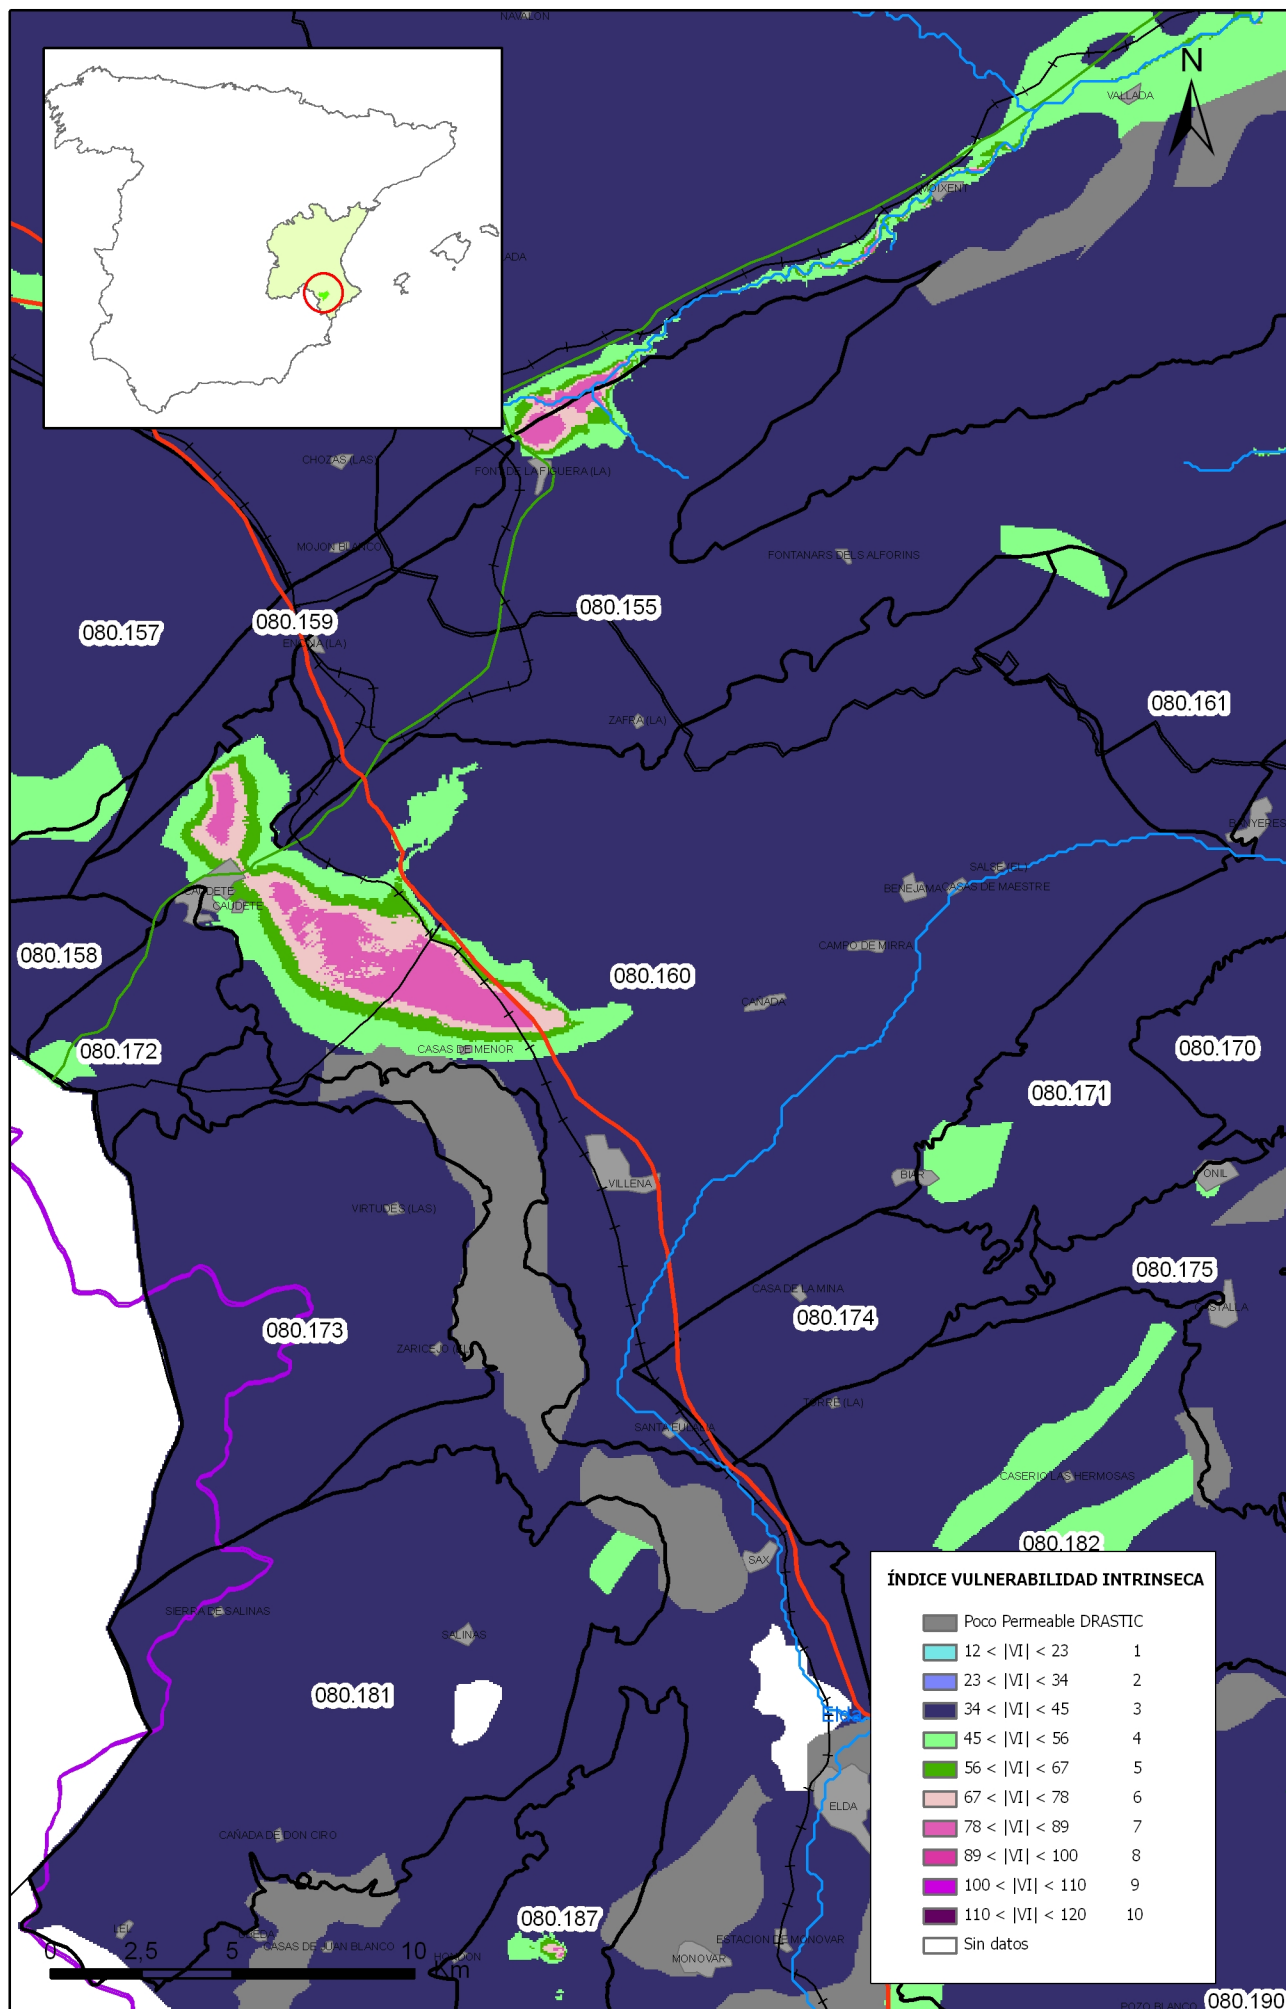 NAVALON
N
VALLADA
MOIXENT
ADA
CHOZAS (LAS)
FONT DE LA FIGUERA (LA)
MOJON BLANCO
FONTANARS DELS ALFORINS
080.155
080.159
080.157
ENCINA (LA)
080.161
ZAFRA (LA)
BANYERES
SALSE (EL)
BENEJAMA
CASAS DE MAESTRE
CAUDETE
CAUDETE
CAMPO DE MIRRA
080.158
080.160
CAÑADA
080.172
CASAS DE MENOR
080.170
080.171
BIAR
ONIL
VILLENA
VIRTUDES (LAS)
080.175
CASA DE LA MINA
080.174
CASTALLA
080.173
ZARICEJO (EL)
TORRE (LA)
SANTA EULALIA
CASERIO LAS HERMOSAS
080.182
SAX
SIERRA DE SALINAS
SALINAS
080.181
Elda
ELDA
CAÑADA DE DON CIRO
080.187
LEL
UBEDA
CASAS DE JUAN BLANCO
HONDON
ESTACION DE MONOVAR
MONOVAR
0 2,5 5 10
Km
POZO BLANCO
080.190
ÍNDICE VULNERABILIDAD INTRINSECA
Poco Permeable DRASTIC
12 < |VI| < 23 1
23 < |VI| < 34 2
34 < |VI| < 45 3
45 < |VI| < 56 4
56 < |VI| < 67 5
67 < |VI| < 78 6
78 < |VI| < 89 7
89 < |VI| < 100 8
100 < |VI| < 110 9
110 < |VI| < 120 10
Sin datos